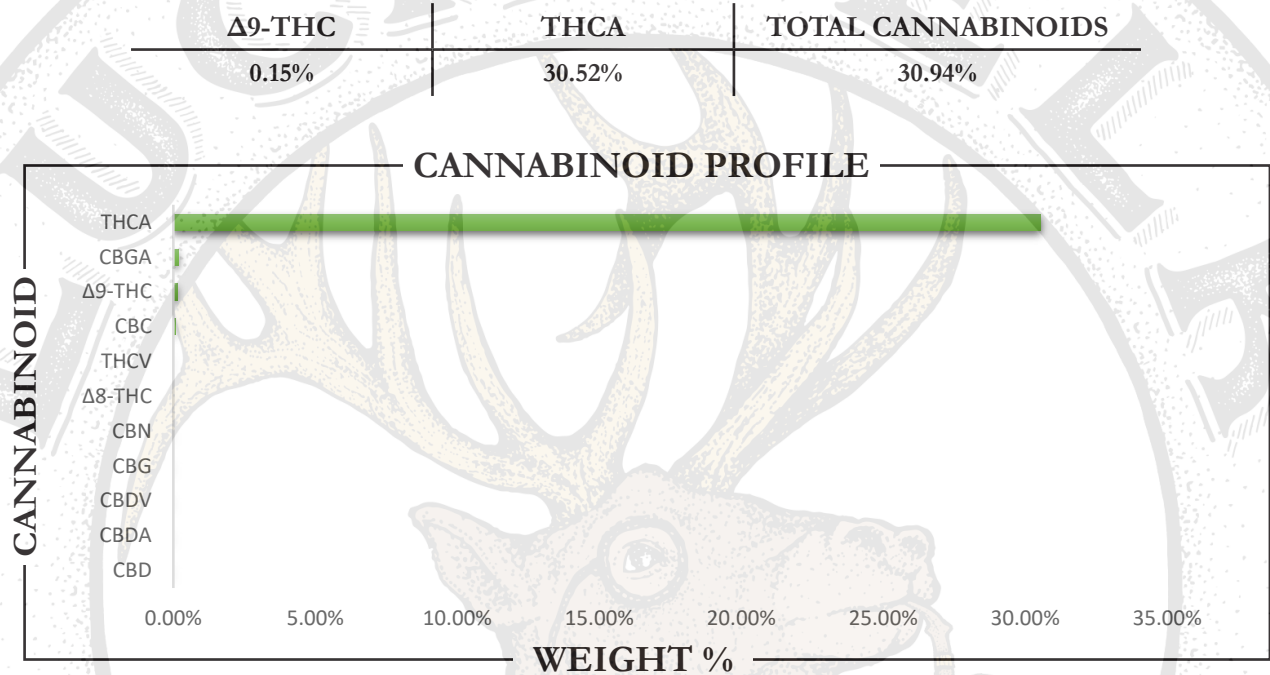 Δ9-THC THCA TOTAL CANNABINOIDS
0.15% 30.52% 30.94%
CANNABINOID PROFILE
CANNABINOID
THCA
CBGA
Δ9-THC
CBC
THCV
Δ8-THC
CBN
CBG
CBDV
CBDA
CBD
0.00% 5.00% 10.00% 15.00% 20.00% 25.00% 30.00% 35.00%
WEIGHT %